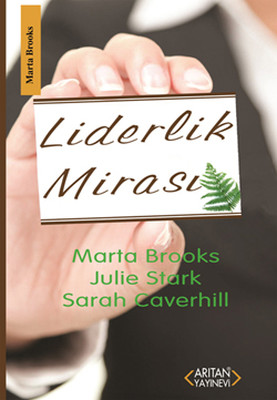 Marta Brooks
Liderlik
Mirası
Marta Brooks
Julie Stark
Sarah Caverhill
ARITAN
YAYINEVİ